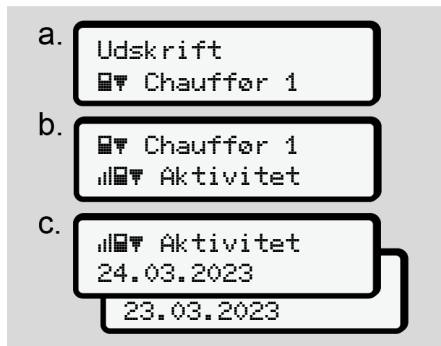 a.
Udskrift
Chauffør 1
b.
Chauffør 1
Aktivitet
c.
Aktivitet
24.03.2023
23.03.2023